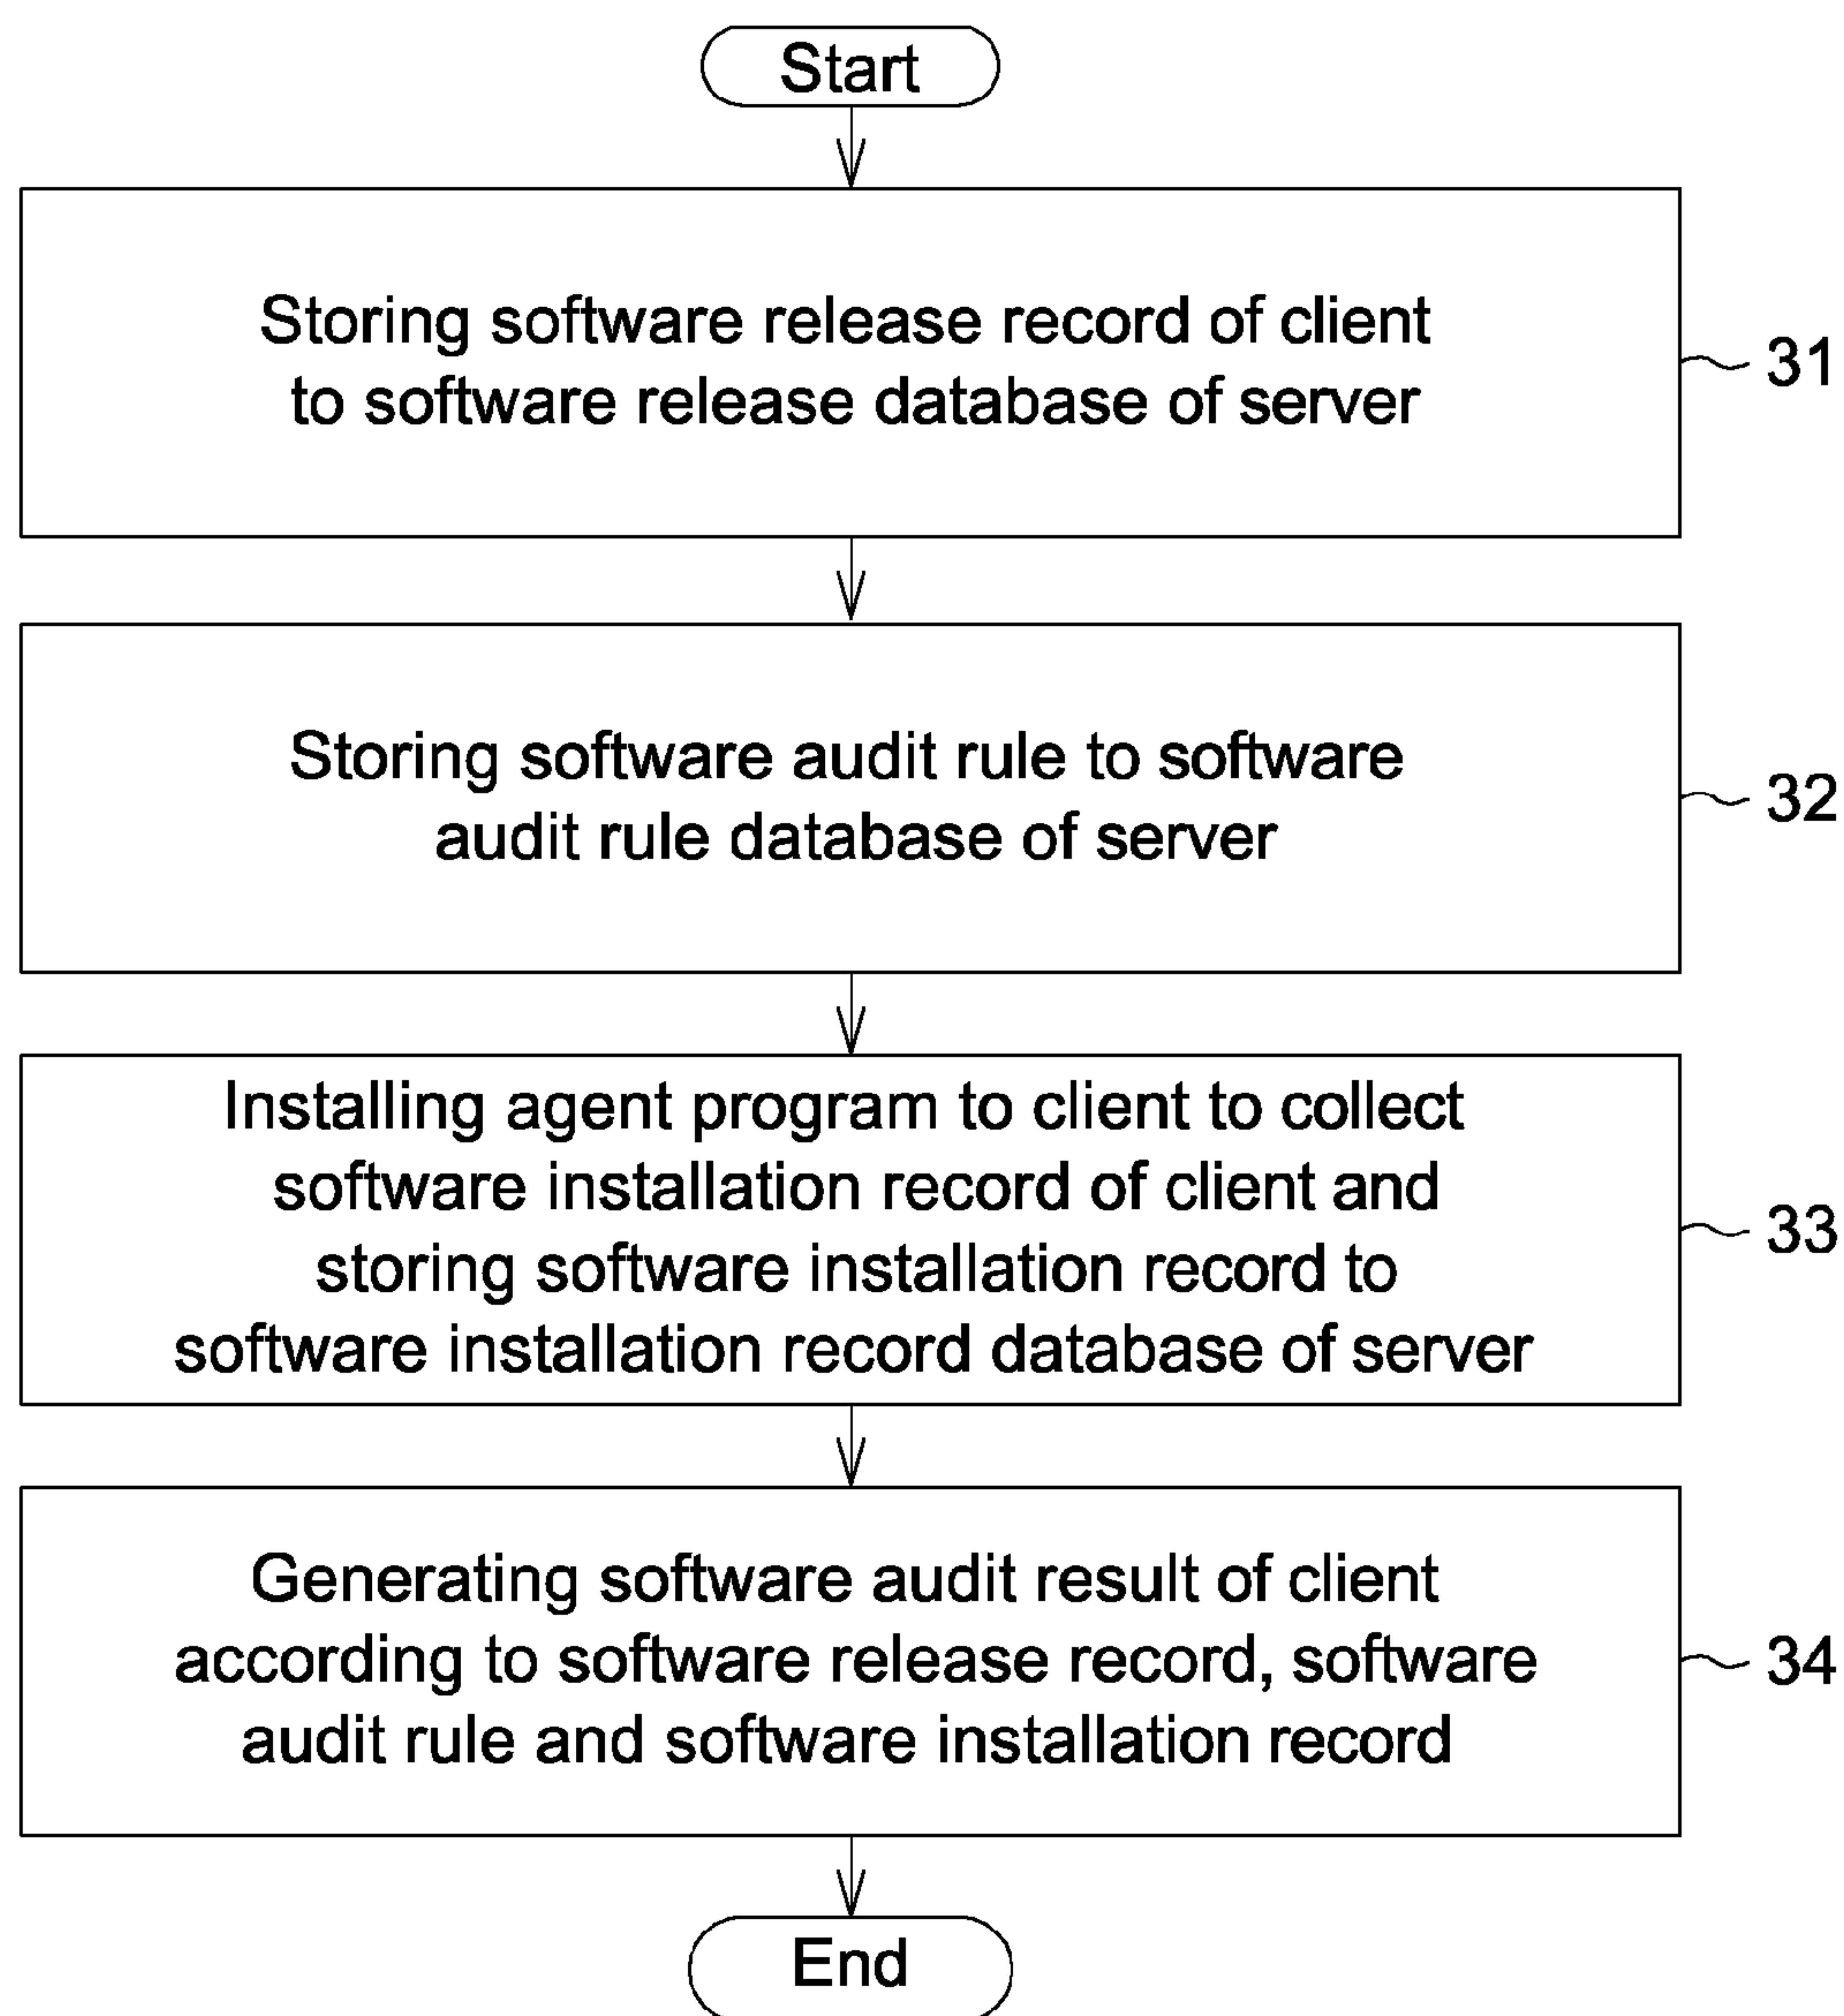 Start
Storing software release record of client
to software release database of server
31
Storing software audit rule to software
audit rule database of server
32
Installing agent program to client to collect
software installation record of client and
storing software installation record to
software installation record database of server
33
Generating software audit result of client
according to software release record, software
audit rule and software installation record
34
End